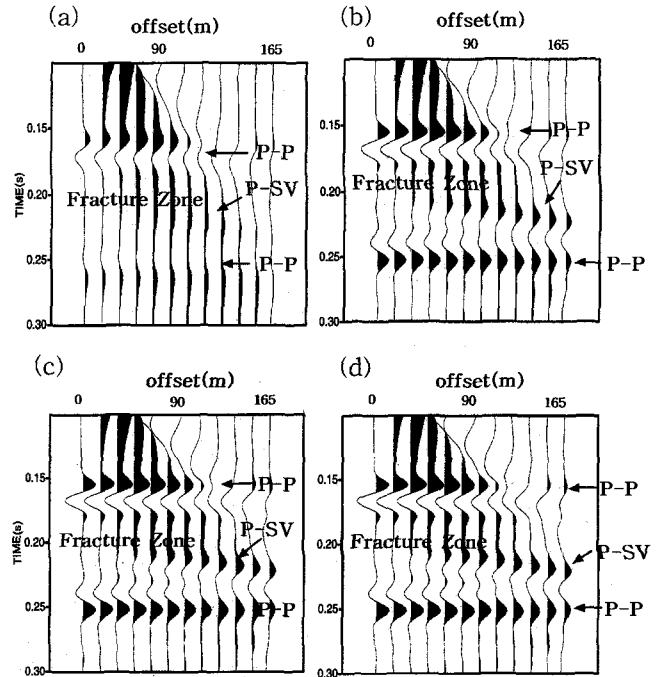 (a)
offset(m)
0 90 165
0.15
0.20
0.25
0.30
TIME(s)
P-P
P-SV
Fracture Zone
P-P
(b)
offset(m)
0 90 165
0.15
0.20
0.25
0.30
TIME(s)
P-P
P-SV
Fracture Zone
P-P
(c)
offset(m)
0 90 165
0.15
0.20
0.25
0.30
TIME(s)
P-P
P-SV
Fracture Zone
P-P
(d)
offset(m)
0 90 165
0.15
0.20
0.25
0.30
TIME(s)
P-P
Fracture Zone
P-SV
P-P